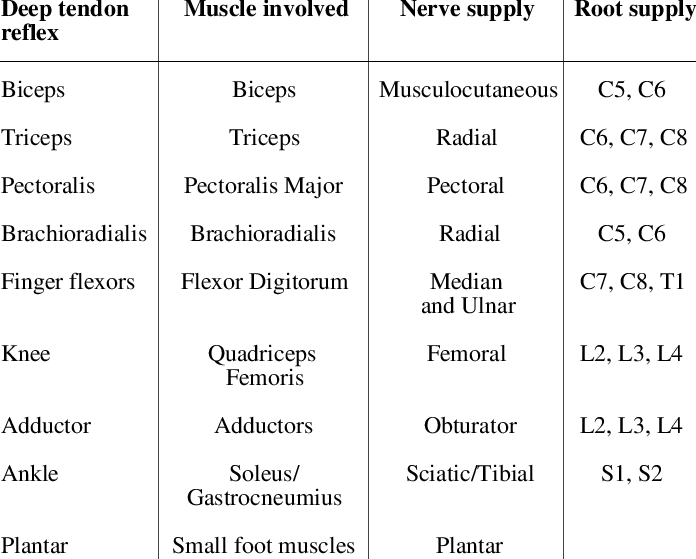 Deep tendon reflex Muscle involved Nerve supply Root supply
Biceps Biceps Musculocutaneous C5, C6
Triceps Triceps Radial C6, C7, C8
Pectoralis Pectoralis Major Pectoral C6, C7, C8
Brachioradialis Brachioradialis Radial C5, C6
Finger flexors Flexor Digitorum Median and Ulnar C7, C8, T1
Knee Quadriceps Femoris Femoral L2, L3, L4
Adductor Adductors Obturator L2, L3, L4
Ankle Soleus/ Gastrocneumius Sciatic/Tibial S1, S2
Plantar Small foot muscles Plantar